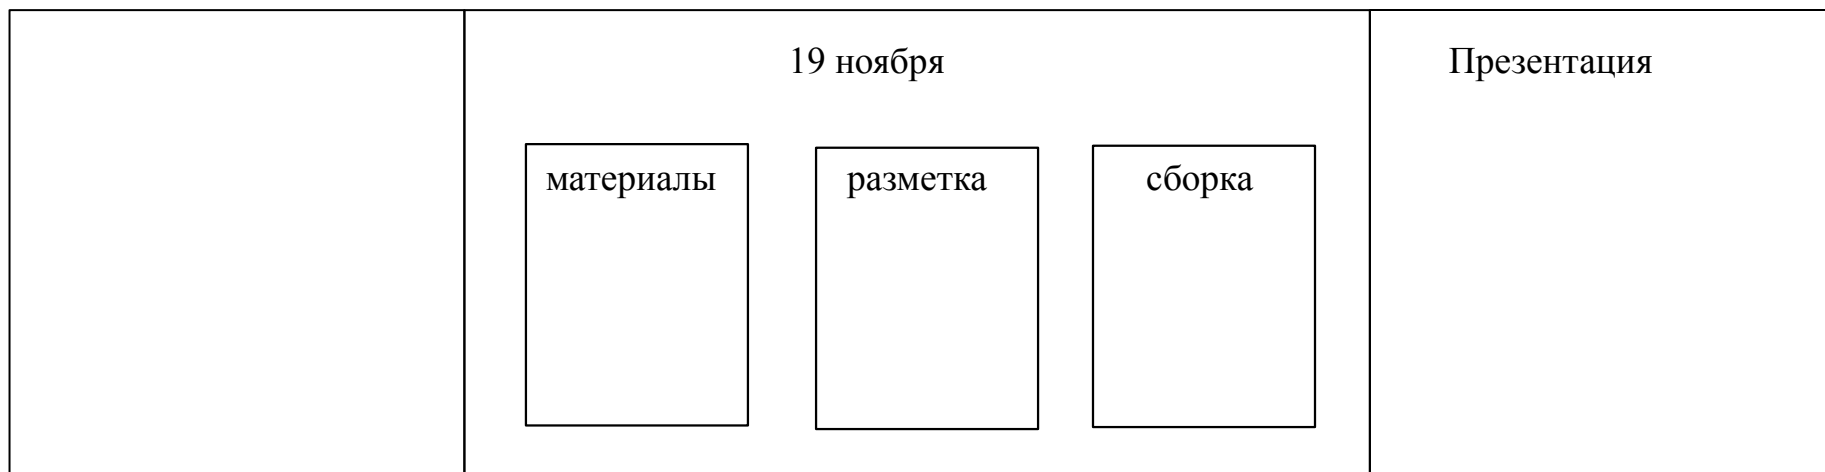 19 ноября
Презентация
материалы
разметка
сборка